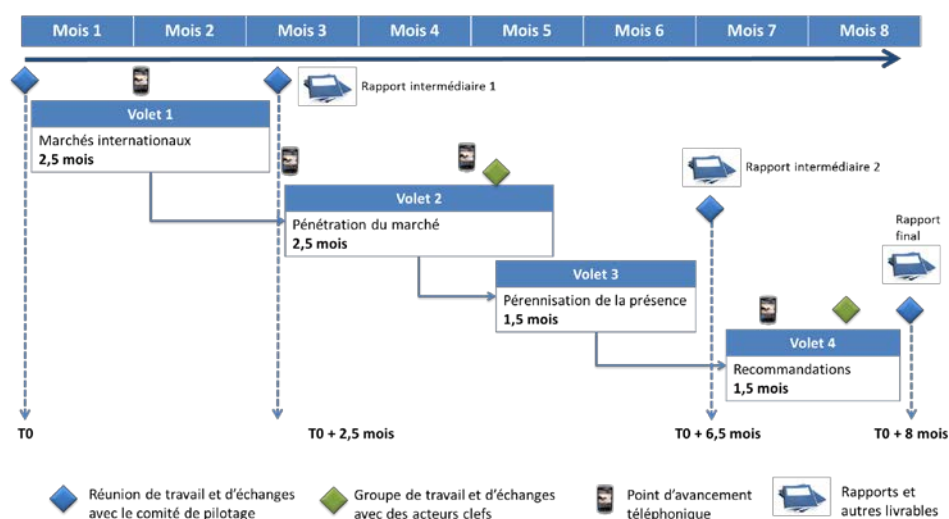 Mois 1 Mois 2 Mois 3 Mois 4 Mois 5 Mois 6 Mois 7 Mois 8
Rapport intermédiaire 1
Volet 1
Marchés internationaux
2,5 mois
Rapport intermédiaire 2
Volet 2
Pénétration du marché
2,5 mois
Rapport
final
Volet 3
Pérennisation de la présence
1,5 mois
Volet 4
Recommandations
1,5 mois
T0 T0 + 2,5 mois T0 + 6,5 mois T0 + 8 mois
Réunion de travail et d'échanges
avec le comité de pilotage
Groupe de travail et d'échanges
avec des acteurs clefs
Point d'avancement
téléphonique
Rapports et
autres livrables